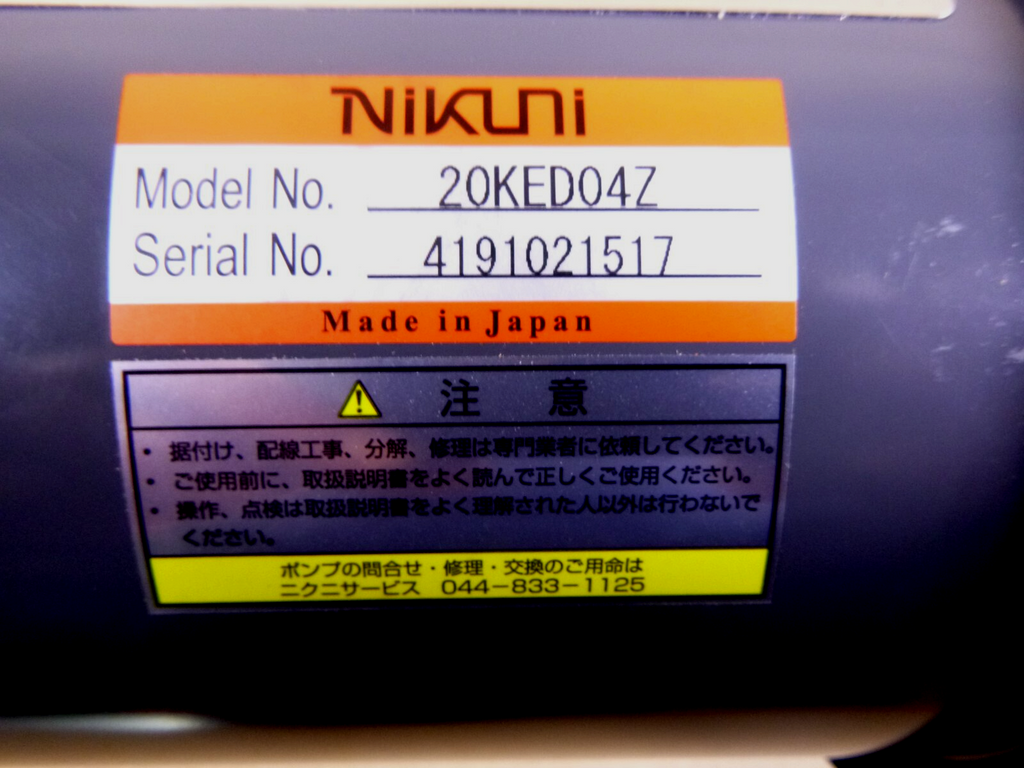 Nikuni
Model No. 20KED04Z
Serial No. 4191021517
Made in Japan
注意
・据付け、配線工事、分解、修理は専門業者に依頼してください。
・ご使用前に、取扱説明書をよく読んで正しくご使用ください。
・操作、点検は取扱説明書をよく理解された人以外は行わないで
ください。
ポンプの問合せ・修理・交換のご用命は
ニクニサービス 044-833-1125